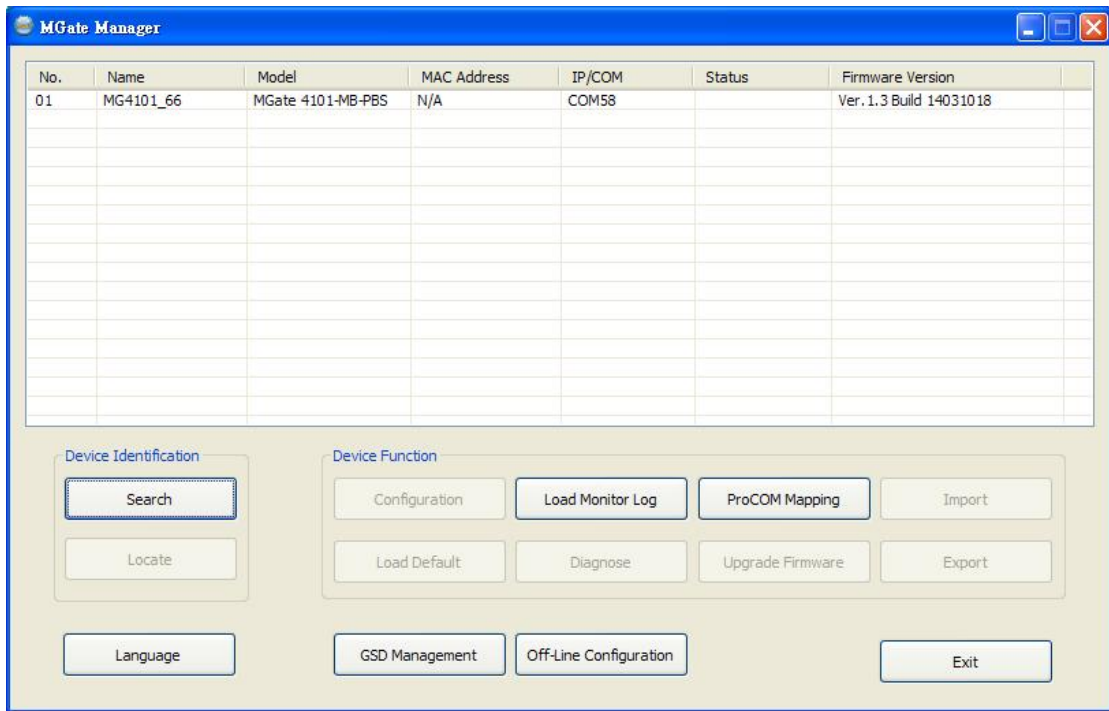 MGate Manager
No. Name Model MAC Address IP/COM Status Firmware Version
01 MG4101_66 MGate 4101-MB-PBS N/A COM58 Ver.1.3 Build 14031018
Device Identification Device Function
Search Configuration Load Monitor Log ProCOM Mapping Import
Locate Load Default Diagnose Upgrade Firmware Export
Language GSD Management Off-Line Configuration Exit